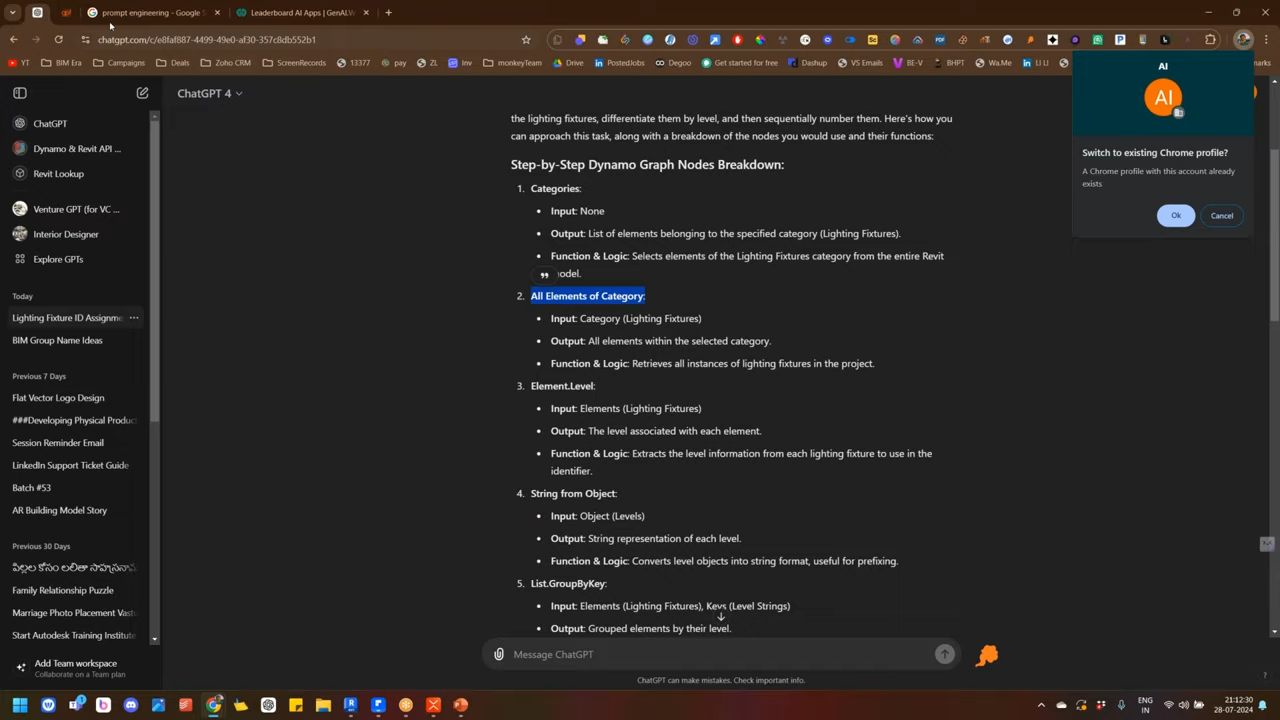 prompt engineering - Google S
Leaderboard AI Apps | GenAI.W
chatgpt.com/c/e8faf887-4499-49e0-af30-357c8db552b1
YT
BIM Era
Campaigns
Deals
Zoho CRM
ScreenRecords
13377
pay
ZL
Inv
monkeyTeam
Drive
PostedJobs
Degoo
Get started for free
Dashup
VS Emails
BE-V
BHPT
Wa.Me
LI LI
marks
ChatGPT 4
AI
AI
Switch to existing Chrome profile?
A Chrome profile with this account already
exists
Ok
Cancel
ChatGPT
Dynamo & Revit API ...
Revit Lookup
Venture GPT (for VC ...
Interior Designer
Explore GPTs
Today
Lighting Fixture ID Assignme
BIM Group Name Ideas
Previous 7 Days
Flat Vector Logo Design
###Developing Physical Produc
Session Reminder Email
LinkedIn Support Ticket Guide
Batch #53
AR Building Model Story
Previous 30 Days
పిల్లల కోసం లలితా సాహస్రనామ
Family Relationship Puzzle
Marriage Photo Placement Vastu
Start Autodesk Training Institute
Add Team workspace
Collaborate on a Team plan
the lighting fixtures, differentiate them by level, and then sequentially number them. Here's how you
can approach this task, along with a breakdown of the nodes you would use and their functions:
Step-by-Step Dynamo Graph Nodes Breakdown:
1. Categories:
• Input: None
• Output: List of elements belonging to the specified category (Lighting Fixtures).
• Function & Logic: Selects elements of the Lighting Fixtures category from the entire Revit
odel.
2. All Elements of Category:
• Input: Category (Lighting Fixtures)
• Output: All elements within the selected category.
• Function & Logic: Retrieves all instances of lighting fixtures in the project.
3. Element.Level:
• Input: Elements (Lighting Fixtures)
• Output: The level associated with each element.
• Function & Logic: Extracts the level information from each lighting fixture to use in the
identifier.
4. String from Object:
• Input: Object (Levels)
• Output: String representation of each level.
• Function & Logic: Converts level objects into string format, useful for prefixing.
5. List.GroupByKey:
• Input: Elements (Lighting Fixtures), Keys (Level Strings)
• Output: Grouped elements by their level.
Message ChatGPT
ChatGPT can make mistakes. Check important info.
?
ENG
IN
21:12:30
28-07-2024